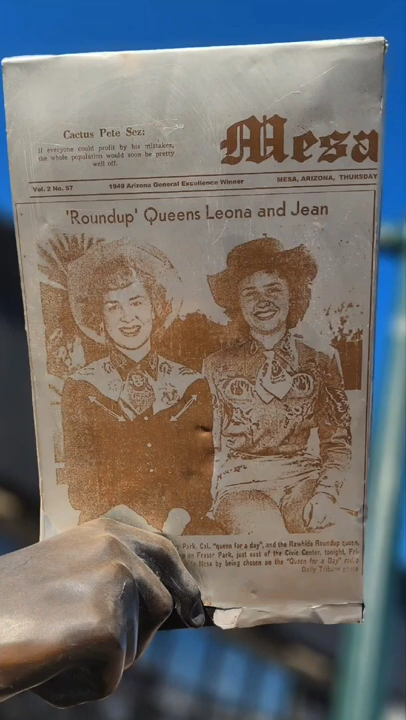 Cactus Pete Sez:
If everyone could profit by his mistakes,
the whole population would soon be pretty
well off.
Mesa
Vol. 2 No. 57
1949 Arizona General Excellence Winner
MESA, ARIZONA, THURSDAY
'Roundup' Queens Leona and Jean
Park, Cal. "queen for a day", and the Rawhide Roundup queen,
on Fraser Park, just east of the Civic Center, tonight, Fri-
Mesa by being chosen on the "Queen for a Day"
Daily Tribune photo